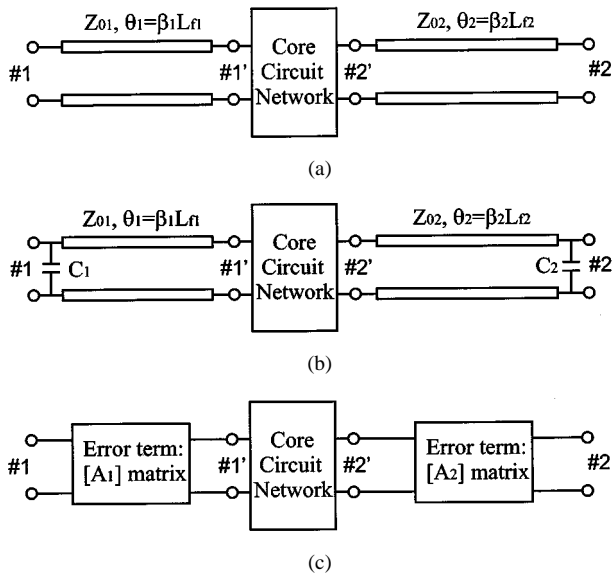 Z01, θ1=β1Lf1
Z02, θ2=β2Lf2
#1
#1'
Core
Circuit
Network
#2'
#2
(a)
Z01, θ1=β1Lf1
Z02, θ2=β2Lf2
#1
C1
#1'
Core
Circuit
Network
#2'
C2
#2
(b)
#1
Error term:
[A1] matrix
#1'
Core
Circuit
Network
#2'
Error term:
[A2] matrix
#2
(c)